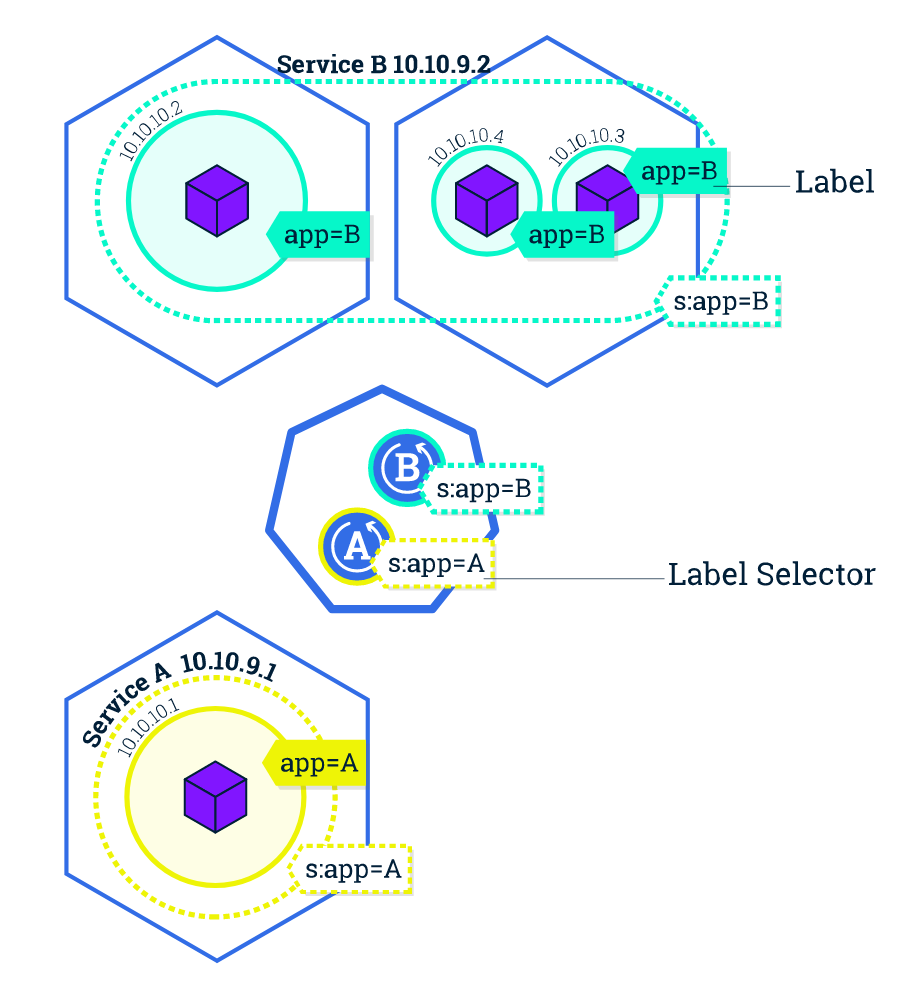 Service B 10.10.9.2
10.10.10.2
10.10.10.4
10.10.10.3
app=B
Label
app=B
app=B
s:app=B
B
s:app=B
A
s:app=A
Label Selector
Service A 10.10.9.1
10.10.10.1
app=A
s:app=A